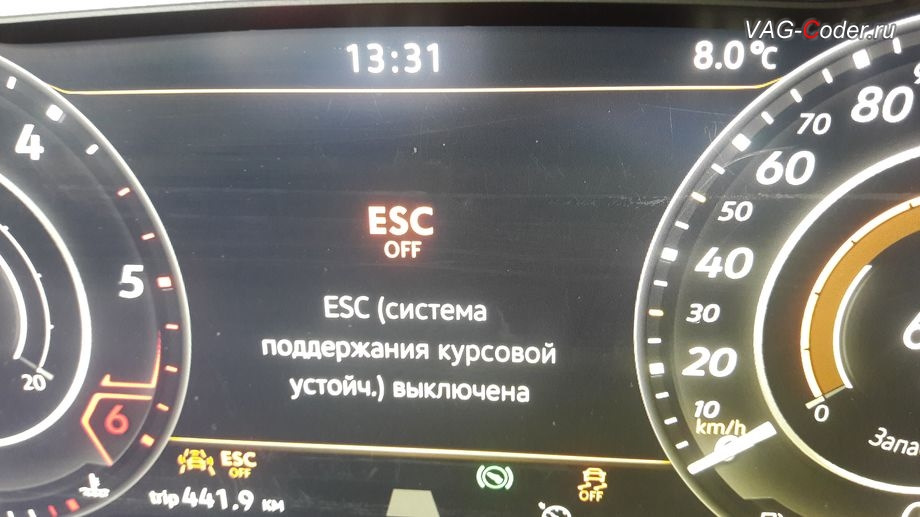 VAG-Coder.ru
13:31
8.0°C
ESC
OFF
ESC (система
поддержания курсовой
устойч.) выключена
4
5
6
20
80
70
60
50
40
30
20
10
km/h
0
ESC
OFF
OFF
trip 441.9 км